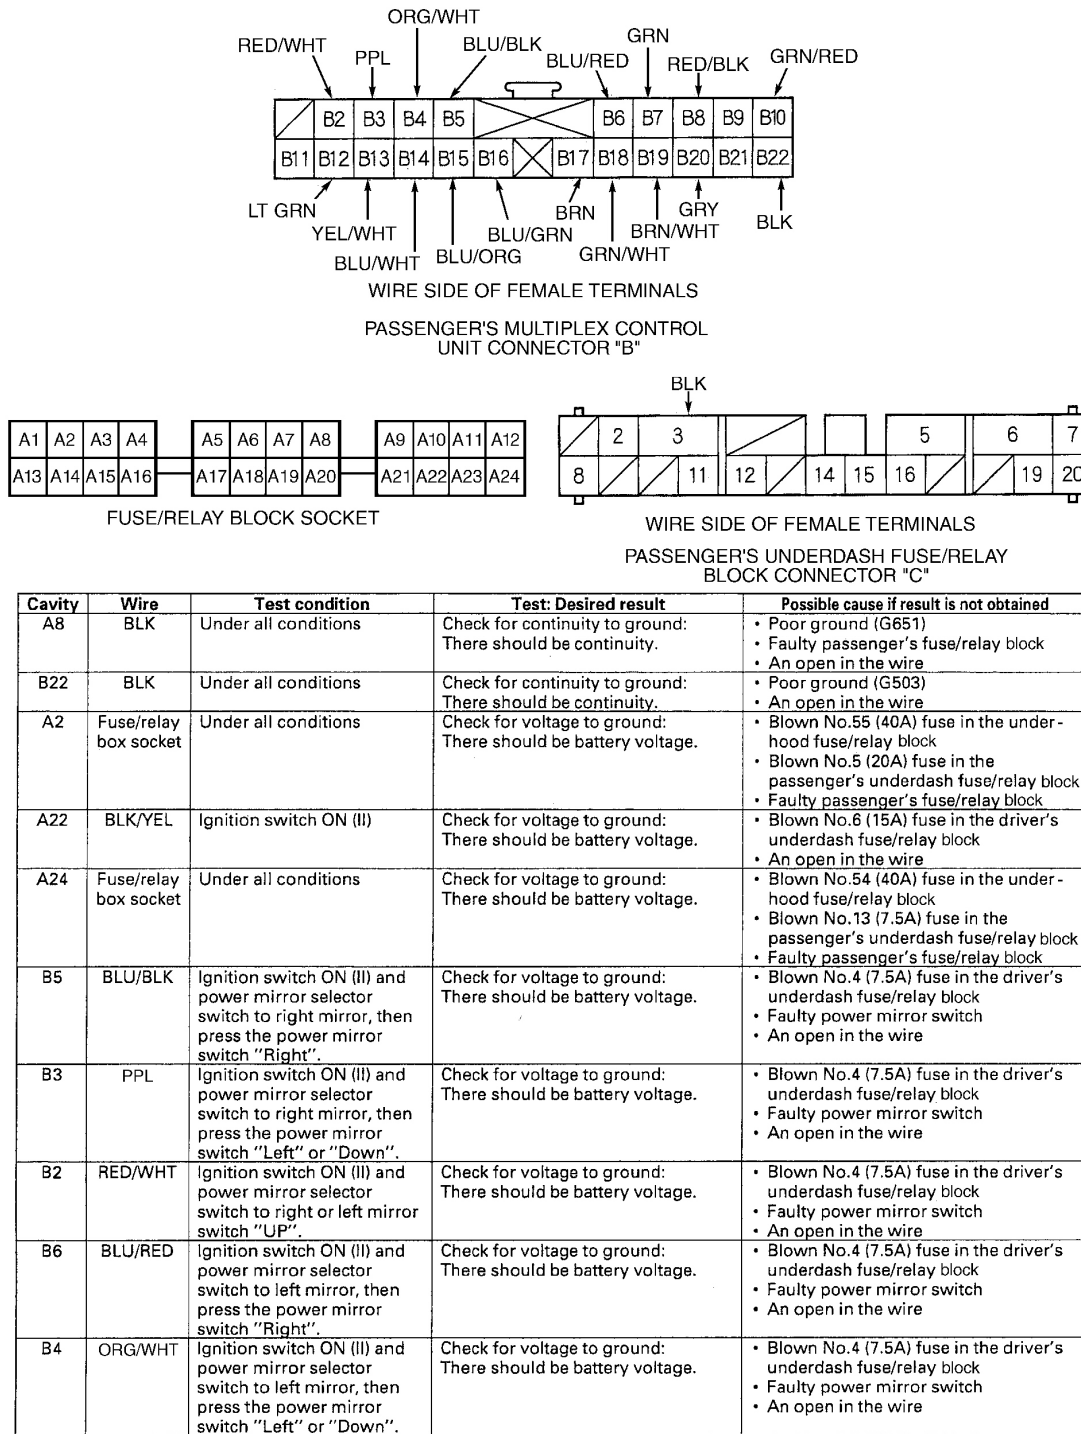 ORG/WHT
RED/WHT
PPL
BLU/BLK
BLU/RED
GRN
RED/BLK
GRN/RED
B2 B3 B4 B5 B6 B7 B8 B9 B10
B11 B12 B13 B14 B15 B16 B17 B18 B19 B20 B21 B22
LT GRN
YEL/WHT
BLU/WHT
BLU/ORG
BLU/GRN
BRN
GRN/WHT
BRN/WHT
GRY
BLK
WIRE SIDE OF FEMALE TERMINALS
PASSENGER'S MULTIPLEX CONTROL
UNIT CONNECTOR "B"
A1 A2 A3 A4 A5 A6 A7 A8 A9 A10 A11 A12
A13 A14 A15 A16 A17 A18 A19 A20 A21 A22 A23 A24
FUSE/RELAY BLOCK SOCKET
BLK
2 3 5 6 7
8 11 12 14 15 16 19 20
WIRE SIDE OF FEMALE TERMINALS
PASSENGER'S UNDERDASH FUSE/RELAY
BLOCK CONNECTOR "C"
Cavity Wire Test condition Test: Desired result Possible cause if result is not obtained
A8 BLK Under all conditions Check for continuity to ground: • Poor ground (G651)
There should be continuity. • Faulty passenger's fuse/relay block
• An open in the wire
B22 BLK Under all conditions Check for continuity to ground: • Poor ground (G503)
There should be continuity. • An open in the wire
A2 Fuse/relay Under all conditions Check for voltage to ground: • Blown No.55 (40A) fuse in the under-
box socket There should be battery voltage. hood fuse/relay block
• Blown No.5 (20A) fuse in the
passenger's underdash fuse/relay block
• Faulty passenger's fuse/relay block
A22 BLK/YEL Ignition switch ON (II) Check for voltage to ground: • Blown No.6 (15A) fuse in the driver's
There should be battery voltage. underdash fuse/relay block
• An open in the wire
A24 Fuse/relay Under all conditions Check for voltage to ground: • Blown No.54 (40A) fuse in the under-
box socket There should be battery voltage. hood fuse/relay block
• Blown No.13 (7.5A) fuse in the
passenger's underdash fuse/relay block
• Faulty passenger's fuse/relay block
B5 BLU/BLK Ignition switch ON (II) and Check for voltage to ground: • Blown No.4 (7.5A) fuse in the driver's
power mirror selector There should be battery voltage. underdash fuse/relay block
switch to right mirror, then • Faulty power mirror switch
press the power mirror • An open in the wire
switch "Right".
B3 PPL Ignition switch ON (II) and Check for voltage to ground: • Blown No.4 (7.5A) fuse in the driver's
power mirror selector There should be battery voltage. underdash fuse/relay block
switch to right mirror, then • Faulty power mirror switch
press the power mirror • An open in the wire
switch "Left" or "Down".
B2 RED/WHT Ignition switch ON (II) and Check for voltage to ground: • Blown No.4 (7.5A) fuse in the driver's
power mirror selector There should be battery voltage. underdash fuse/relay block
switch to right or left mirror • Faulty power mirror switch
switch "UP". • An open in the wire
B6 BLU/RED Ignition switch ON (II) and Check for voltage to ground: • Blown No.4 (7.5A) fuse in the driver's
power mirror selector There should be battery voltage. underdash fuse/relay block
switch to left mirror, then • Faulty power mirror switch
press the power mirror • An open in the wire
switch "Right".
B4 ORG/WHT Ignition switch ON (II) and Check for voltage to ground: • Blown No.4 (7.5A) fuse in the driver's
power mirror selector There should be battery voltage. underdash fuse/relay block
switch to left mirror, then • Faulty power mirror switch
press the power mirror • An open in the wire
switch "Left" or "Down".